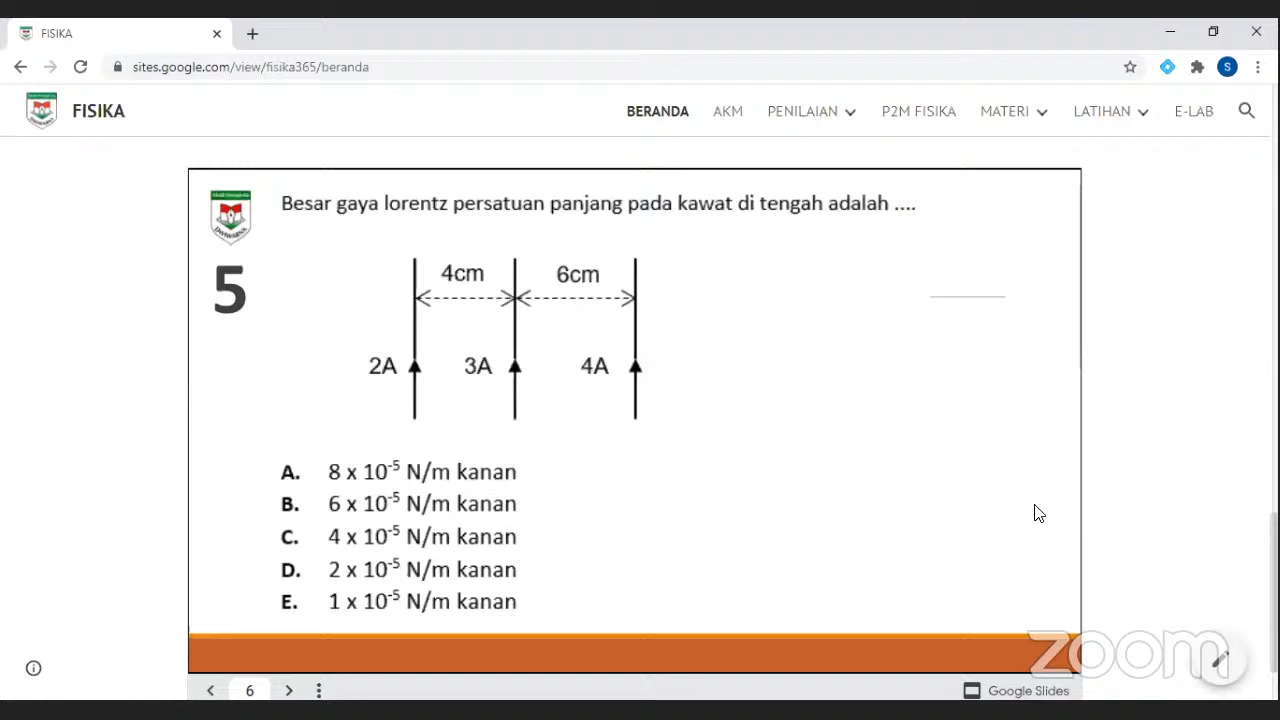 FISIKA
sites.google.com/view/fisika365/beranda
S
FISIKA
BERANDA AKM PENILAIAN P2M FISIKA MATERI LATIHAN E-LAB
Besar gaya lorentz persatuan panjang pada kawat di tengah adalah ....
DWIWARNA
5
4cm 6cm
2A 3A 4A
A. 8 x 10⁻⁵ N/m kanan
B. 6 x 10⁻⁵ N/m kanan
C. 4 x 10⁻⁵ N/m kanan
D. 2 x 10⁻⁵ N/m kanan
E. 1 x 10⁻⁵ N/m kanan
zoom
6
Google Slides